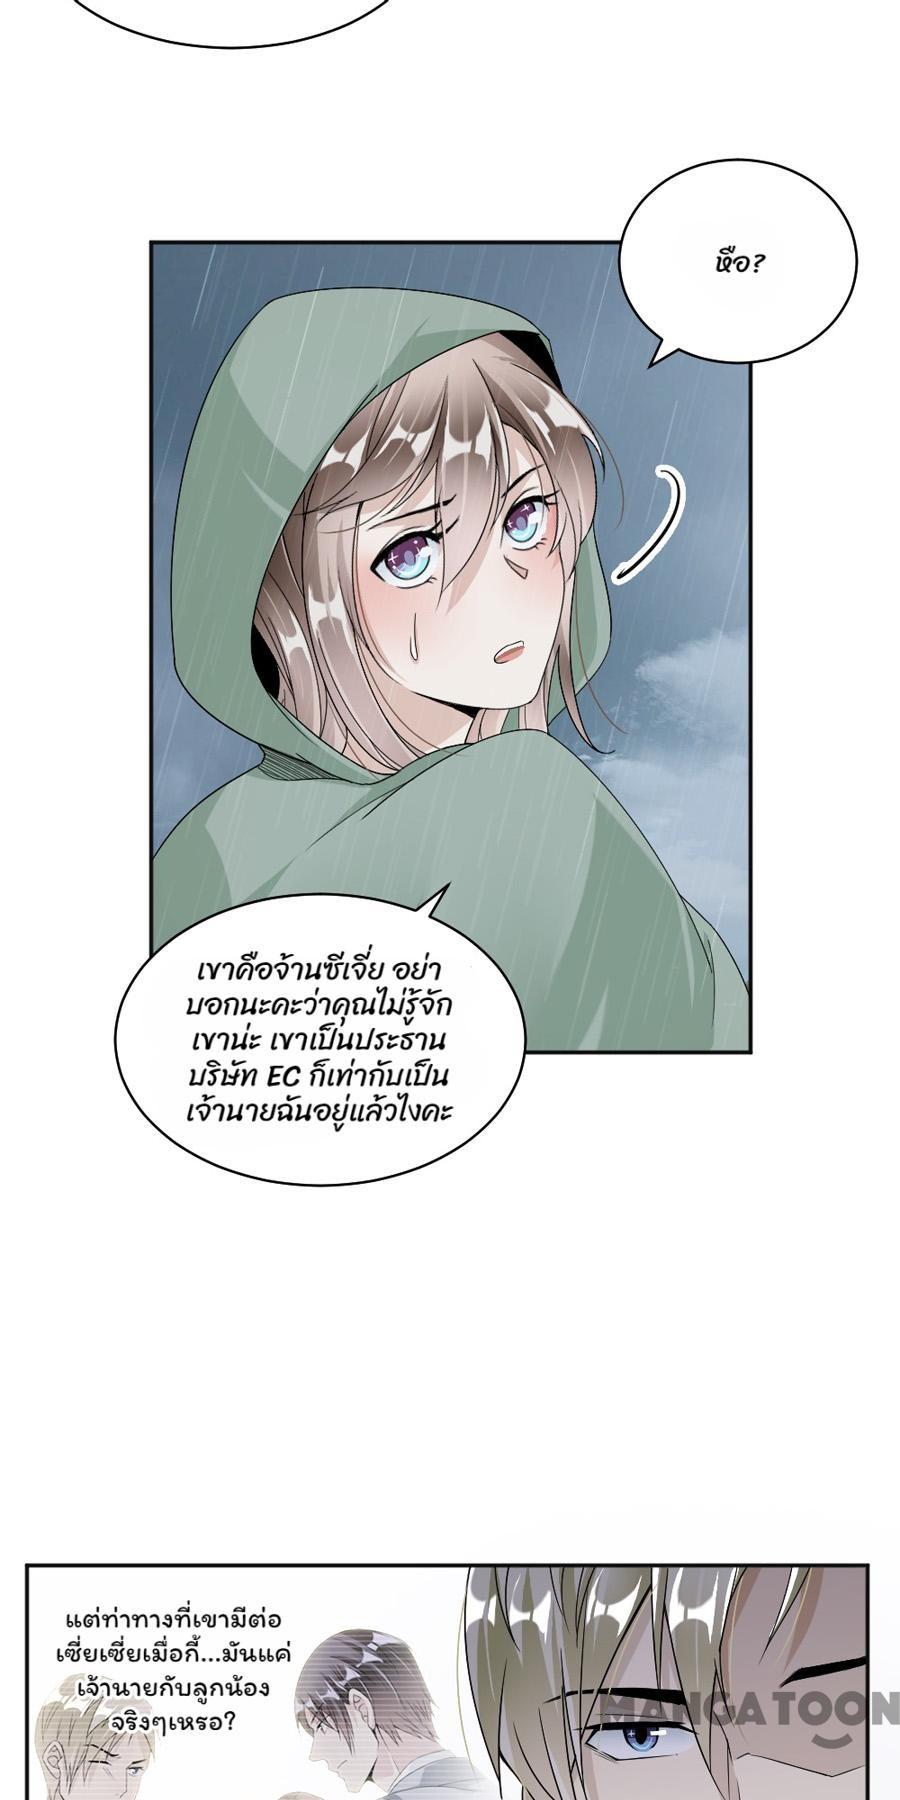 หือ?
เขาคือจ้านซีเจี่ย อย่า
บอกนะคะว่าคุณไม่รู้จัก
เขาน่ะ เขาเป็นประธาน
บริษัท EC ก็เท่ากับเป็น
เจ้านายฉันอยู่แล้วไงคะ
แต่ท่าทางที่เขามีต่อ
เซี่ยเซี่ยเมื่อกี้...มันแค่
เจ้านายกับลูกน้อง
จริงๆเหรอ?
MANGATOON